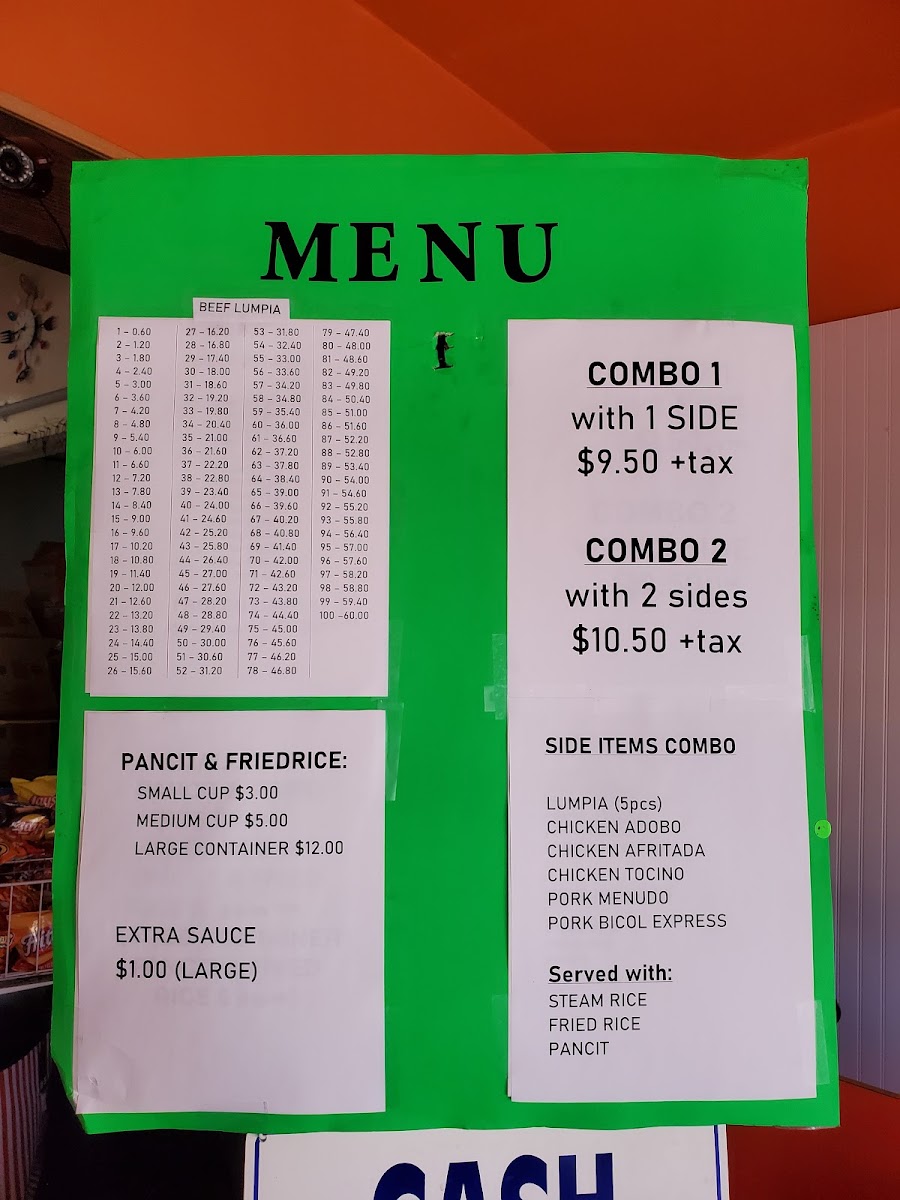 MENU
BEEF LUMPIA
1 – 0.60
2 – 1.20
3 – 1.80
4 – 2.40
5 – 3.00
6 – 3.60
7 – 4.20
8 – 4.80
9 – 5.40
10 – 6.00
11 – 6.60
12 – 7.20
13 – 7.80
14 – 8.40
15 – 9.00
16 – 9.60
17 – 10.20
18 – 10.80
19 – 11.40
20 – 12.00
21 – 12.60
22 – 13.20
23 – 13.80
24 – 14.40
25 – 15.00
26 – 15.60
27 – 16.20
28 – 16.80
29 – 17.40
30 – 18.00
31 – 18.60
32 – 19.20
33 – 19.80
34 – 20.40
35 – 21.00
36 – 21.60
37 – 22.20
38 – 22.80
39 – 23.40
40 – 24.00
41 – 24.60
42 – 25.20
43 – 25.80
44 – 26.40
45 – 27.00
46 – 27.60
47 – 28.20
48 – 28.80
49 – 29.40
50 – 30.00
51 – 30.60
52 – 31.20
53 – 31.80
54 – 32.40
55 – 33.00
56 – 33.60
57 – 34.20
58 – 34.80
59 – 35.40
60 – 36.00
61 – 36.60
62 – 37.20
63 – 37.80
64 – 38.40
65 – 39.00
66 – 39.60
67 – 40.20
68 – 40.80
69 – 41.40
70 – 42.00
71 – 42.60
72 – 43.20
73 – 43.80
74 – 44.40
75 – 45.00
76 – 45.60
77 – 46.20
78 – 46.80
79 – 47.40
80 – 48.00
81 – 48.60
82 – 49.20
83 – 49.80
84 – 50.40
85 – 51.00
86 – 51.60
87 – 52.20
88 – 52.80
89 – 53.40
90 – 54.00
91 – 54.60
92 – 55.20
93 – 55.80
94 – 56.40
95 – 57.00
96 – 57.60
97 – 58.20
98 – 58.80
99 – 59.40
100 –60.00
PANCIT & FRIEDRICE:
SMALL CUP $3.00
MEDIUM CUP $5.00
LARGE CONTAINER $12.00
EXTRA SAUCE
$1.00 (LARGE)
COMBO 1
with 1 SIDE
$9.50 +tax
COMBO 2
with 2 sides
$10.50 +tax
SIDE ITEMS COMBO
LUMPIA (5pcs)
CHICKEN ADOBO
CHICKEN AFRITADA
CHICKEN TOCINO
PORK MENUDO
PORK BICOL EXPRESS
Served with:
STEAM RICE
FRIED RICE
PANCIT
CASH